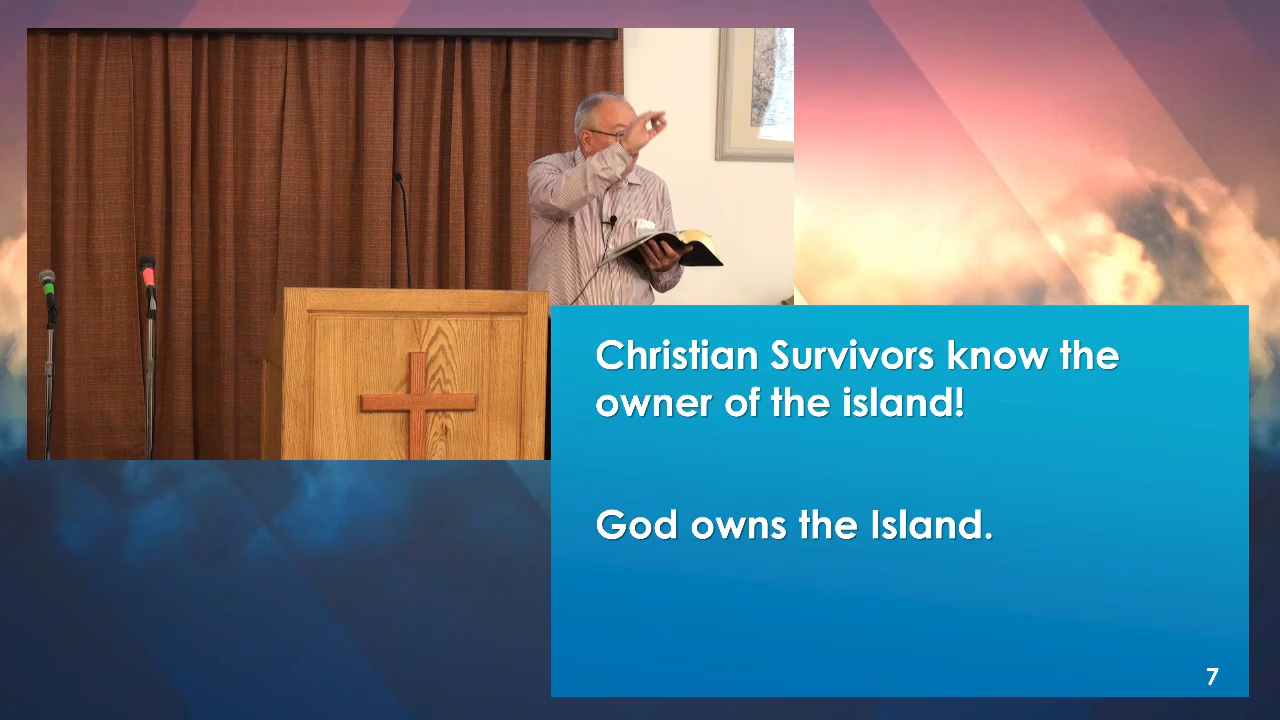 Christian Survivors know the
owner of the island!
God owns the Island.
7